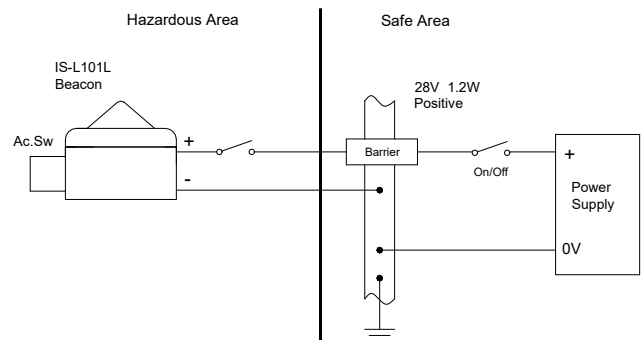 Hazardous Area
Safe Area
IS-L101L
Beacon
28V 1.2W
Positive
Ac.Sw
+
Barrier
On/Off
+
Power
Supply
-
0V